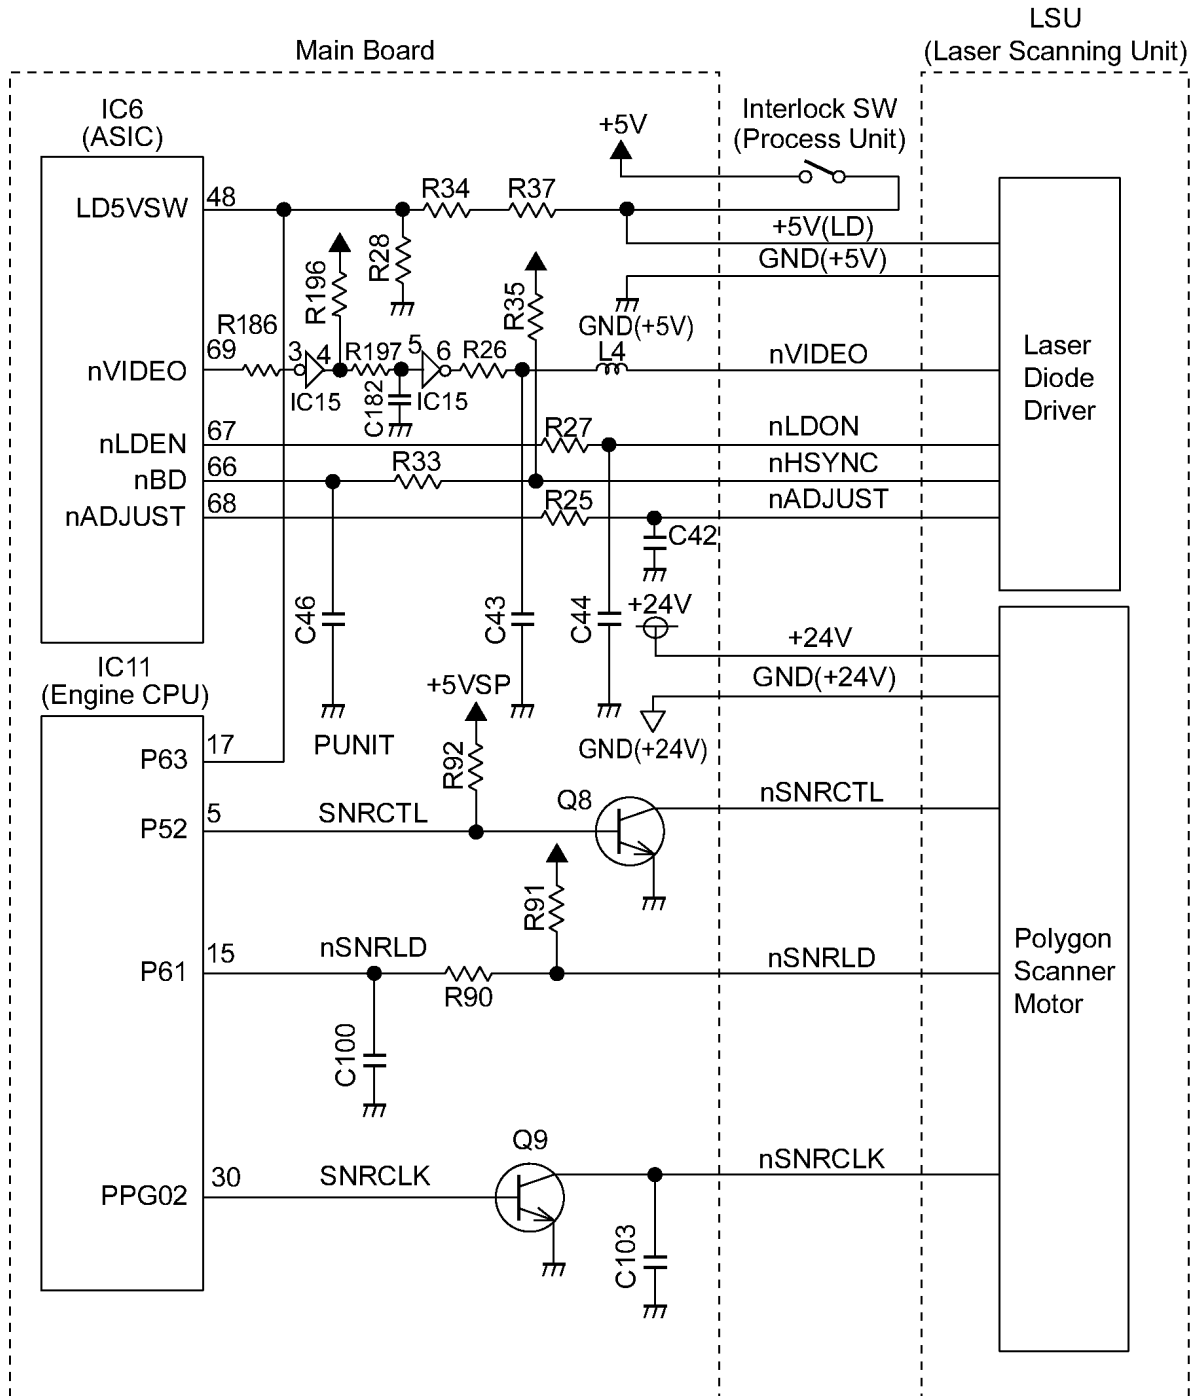 LSU
(Laser Scanning Unit)
Main Board
IC6
(ASIC)
Interlock SW
(Process Unit)
+5V
LD5VSW
48
R34
R37
+5V(LD)
GND(+5V)
R196
R28
R35
GND(+5V)
R186
nVIDEO
69
3
4
R197
5
6
R26
L4
nVIDEO
IC15
C182
IC15
Laser
Diode
Driver
nLDEN
67
R27
nLDON
nBD
66
R33
nHSYNC
nADJUST
68
R25
nADJUST
C42
C46
C43
C44
+24V
+24V
IC11
(Engine CPU)
+5VSP
GND(+24V)
P63
17
PUNIT
R92
GND(+24V)
P52
5
SNRCTL
Q8
nSNRCTL
R91
P61
15
nSNRLD
R90
nSNRLD
Polygon
Scanner
Motor
C100
Q9
PPG02
30
SNRCLK
nSNRCLK
C103